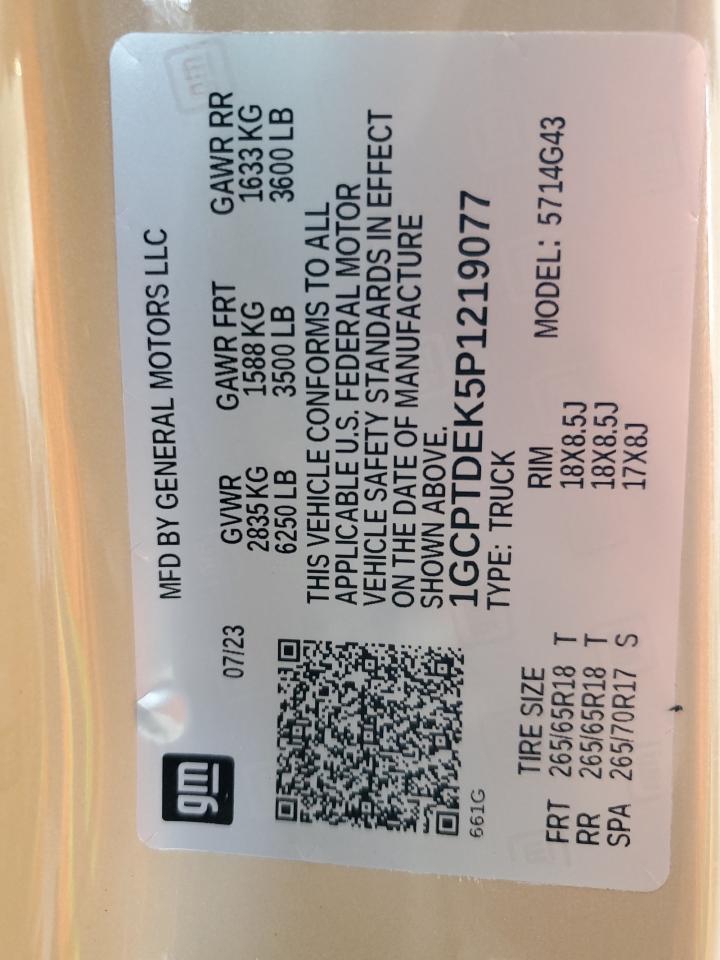 gm
MFD BY GENERAL MOTORS LLC
07/23
GVWR GAWR FRT GAWR RR
2835 KG 1588 KG 1633 KG
6250 LB 3500 LB 3600 LB
THIS VEHICLE CONFORMS TO ALL
APPLICABLE U.S. FEDERAL MOTOR
VEHICLE SAFETY STANDARDS IN EFFECT
ON THE DATE OF MANUFACTURE
SHOWN ABOVE.
1GCPTDEK5P1219077
661G
TYPE: TRUCK
TIRE SIZE RIM MODEL: 5714G43
FRT 265/65R18 T 18X8.5J
RR 265/65R18 T 18X8.5J
SPA 265/70R17 S 17X8J